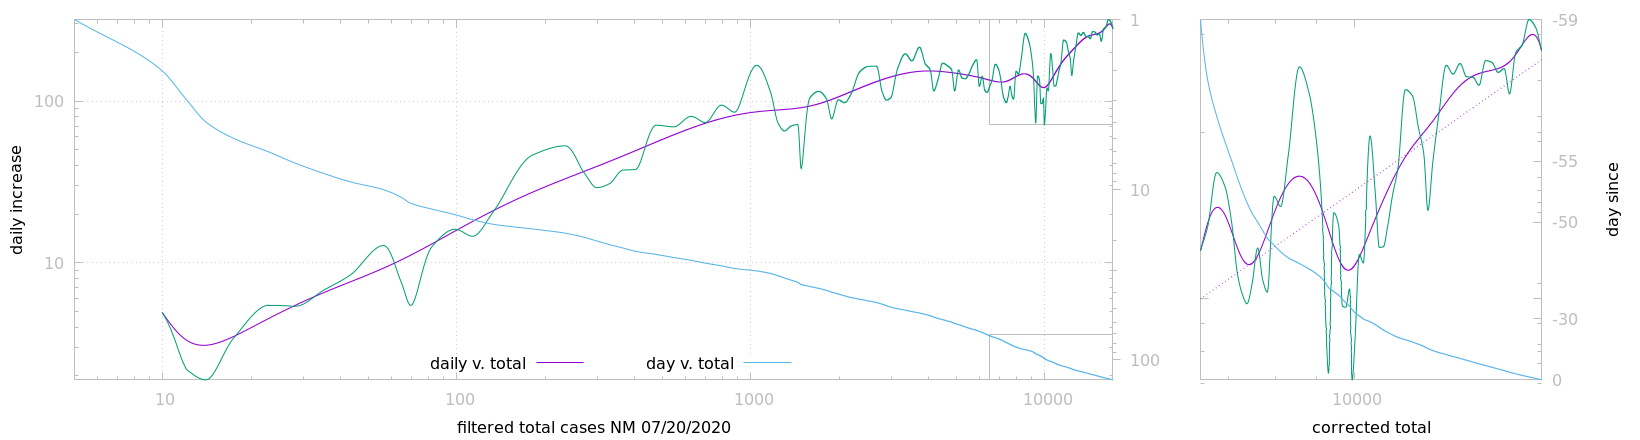 daily increase
100
10
daily v. total
day v. total
10
100
1000
10000
filtered total cases NM 07/20/2020
1
10
100
10000
corrected total
-59
-55
-50
-30
0
day since